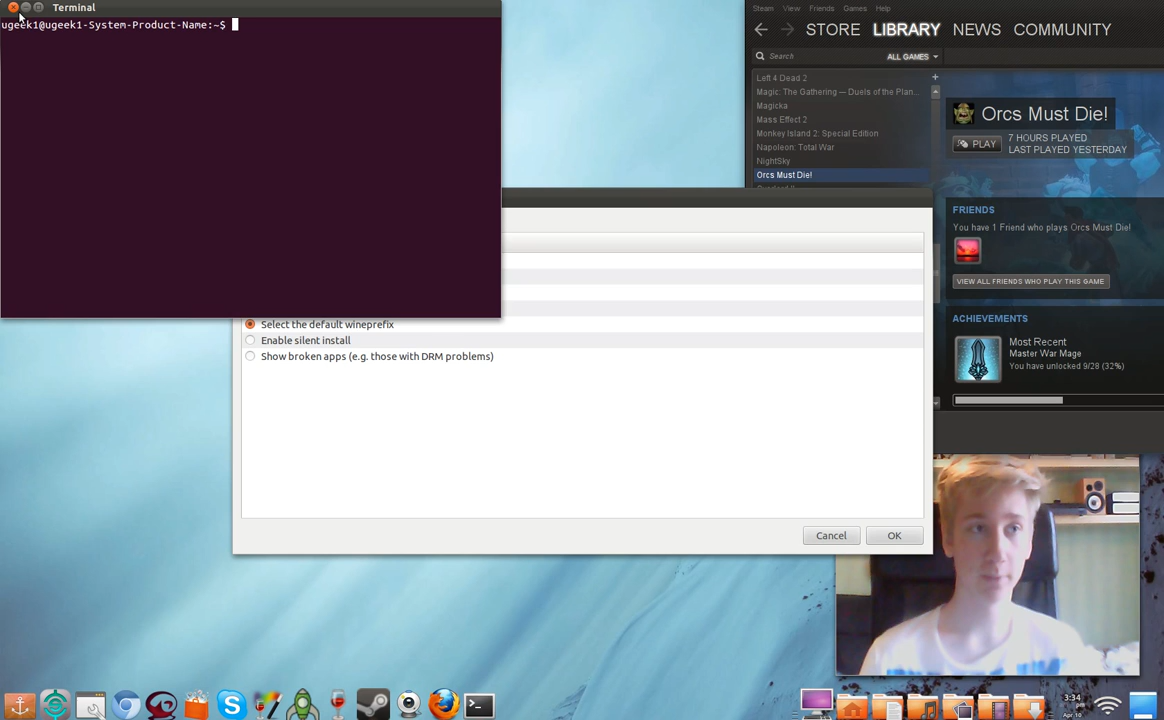 Terminal
ugeek1@ugeek1-System-Product-Name:~$
Steam View Friends Games Help
STORE LIBRARY NEWS COMMUNITY
Search ALL GAMES
Left 4 Dead 2
Magic: The Gathering — Duels of the Plan...
Magicka
Mass Effect 2
Monkey Island 2: Special Edition
Napoleon: Total War
NightSky
Orcs Must Die!
Orcs Must Die!
PLAY
7 HOURS PLAYED
LAST PLAYED YESTERDAY
FRIENDS
You have 1 Friend who plays Orcs Must Die!
VIEW ALL FRIENDS WHO PLAY THIS GAME
ACHIEVEMENTS
Most Recent
Master War Mage
You have unlocked 9/28 (32%)
Select the default wineprefix
Enable silent install
Show broken apps (e.g. those with DRM problems)
Cancel OK
3:34
pm
Apr 10